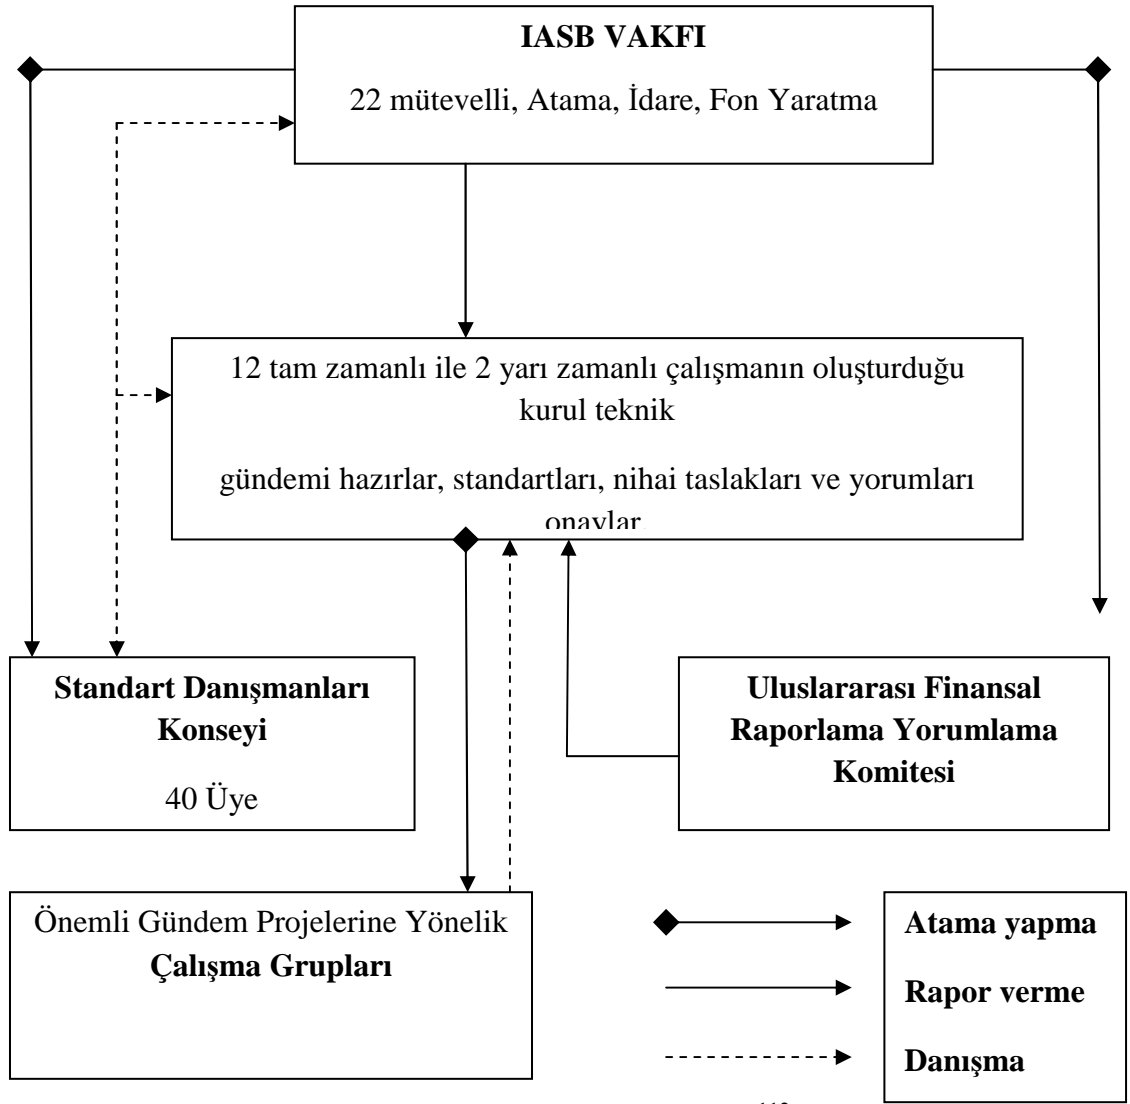 IASB VAKFI
22 mütevelli, Atama, İdare, Fon Yaratma
12 tam zamanlı ile 2 yarı zamanlı çalışmanın oluşturduğu
kurul teknik
gündemi hazırlar, standartları, nihai taslakları ve yorumları
onaylar.
Standart Danışmanları
Konseyi
40 Üye
Uluslararası Finansal
Raporlama Yorumlama
Komitesi
Önemli Gündem Projelerine Yönelik
Çalışma Grupları
Atama yapma
Rapor verme
Danışma